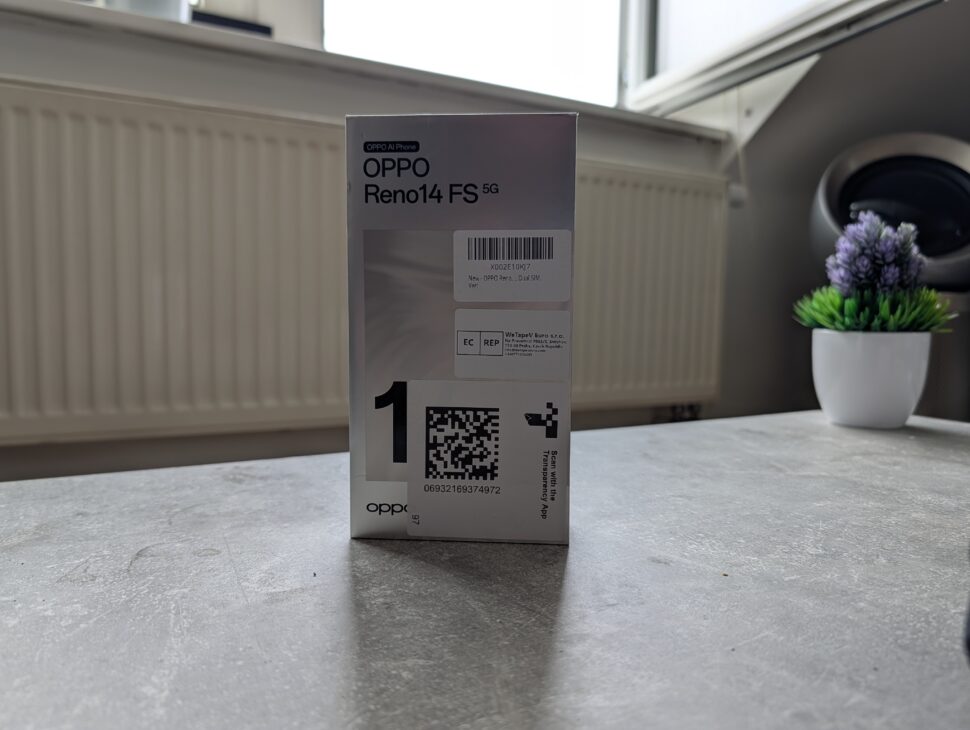 OPPO AI Phone
OPPO
Reno14 FS 5G
X002E10KJ7
New - OPPO Reno... Dual SIM,
EC REP
WeTapeV Euro s.r.o.
1
06932169374972
Scan with the
Transparency App
oppo
97